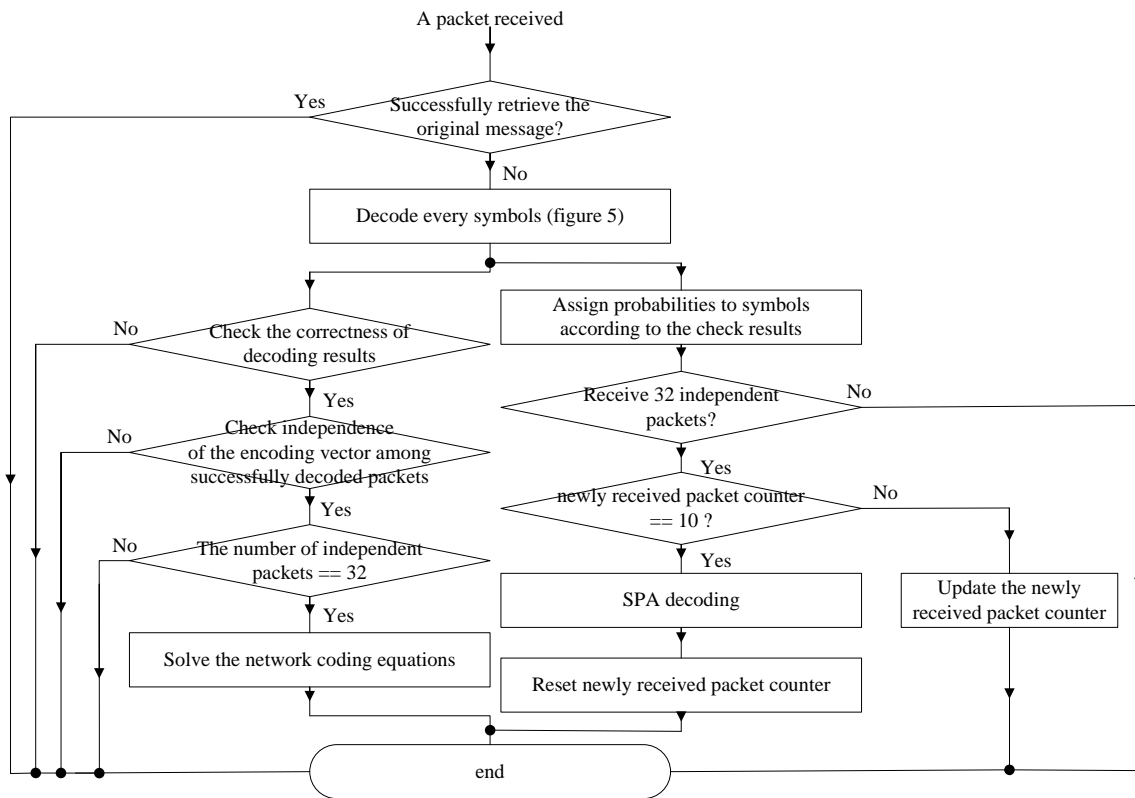 A packet received
Yes
Successfully retrieve the
original message?
No
Decode every symbols (figure 5)
No
Check the correctness of
decoding results
Yes
No
Check independence
of the encoding vector among
successfully decoded packets
Yes
No
The number of independent
packets == 32
Yes
Solve the network coding equations
Assign probabilities to symbols
according to the check results
Receive 32 independent
packets?
No
Yes
newly received packet counter
== 10 ?
No
Yes
SPA decoding
Update the newly
received packet counter
Reset newly received packet counter
end